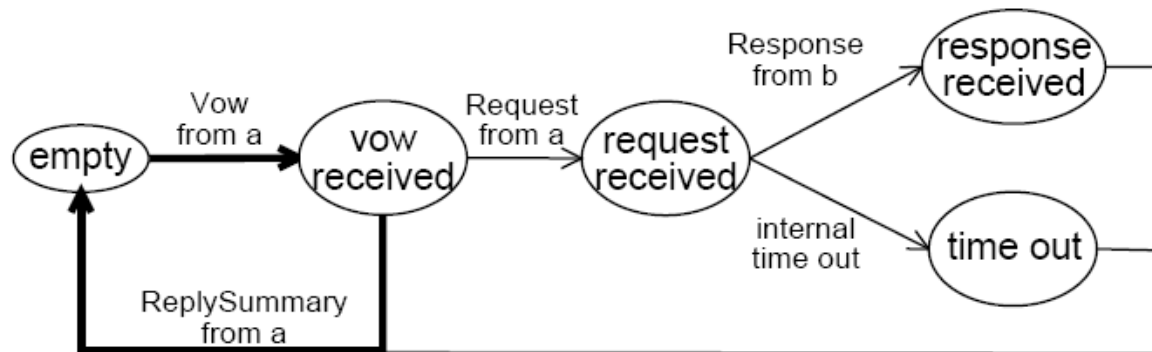 Vow
from a
empty
vow
received
Request
from a
request
received
Response
from b
response
received
internal
time out
time out
ReplySummary
from a